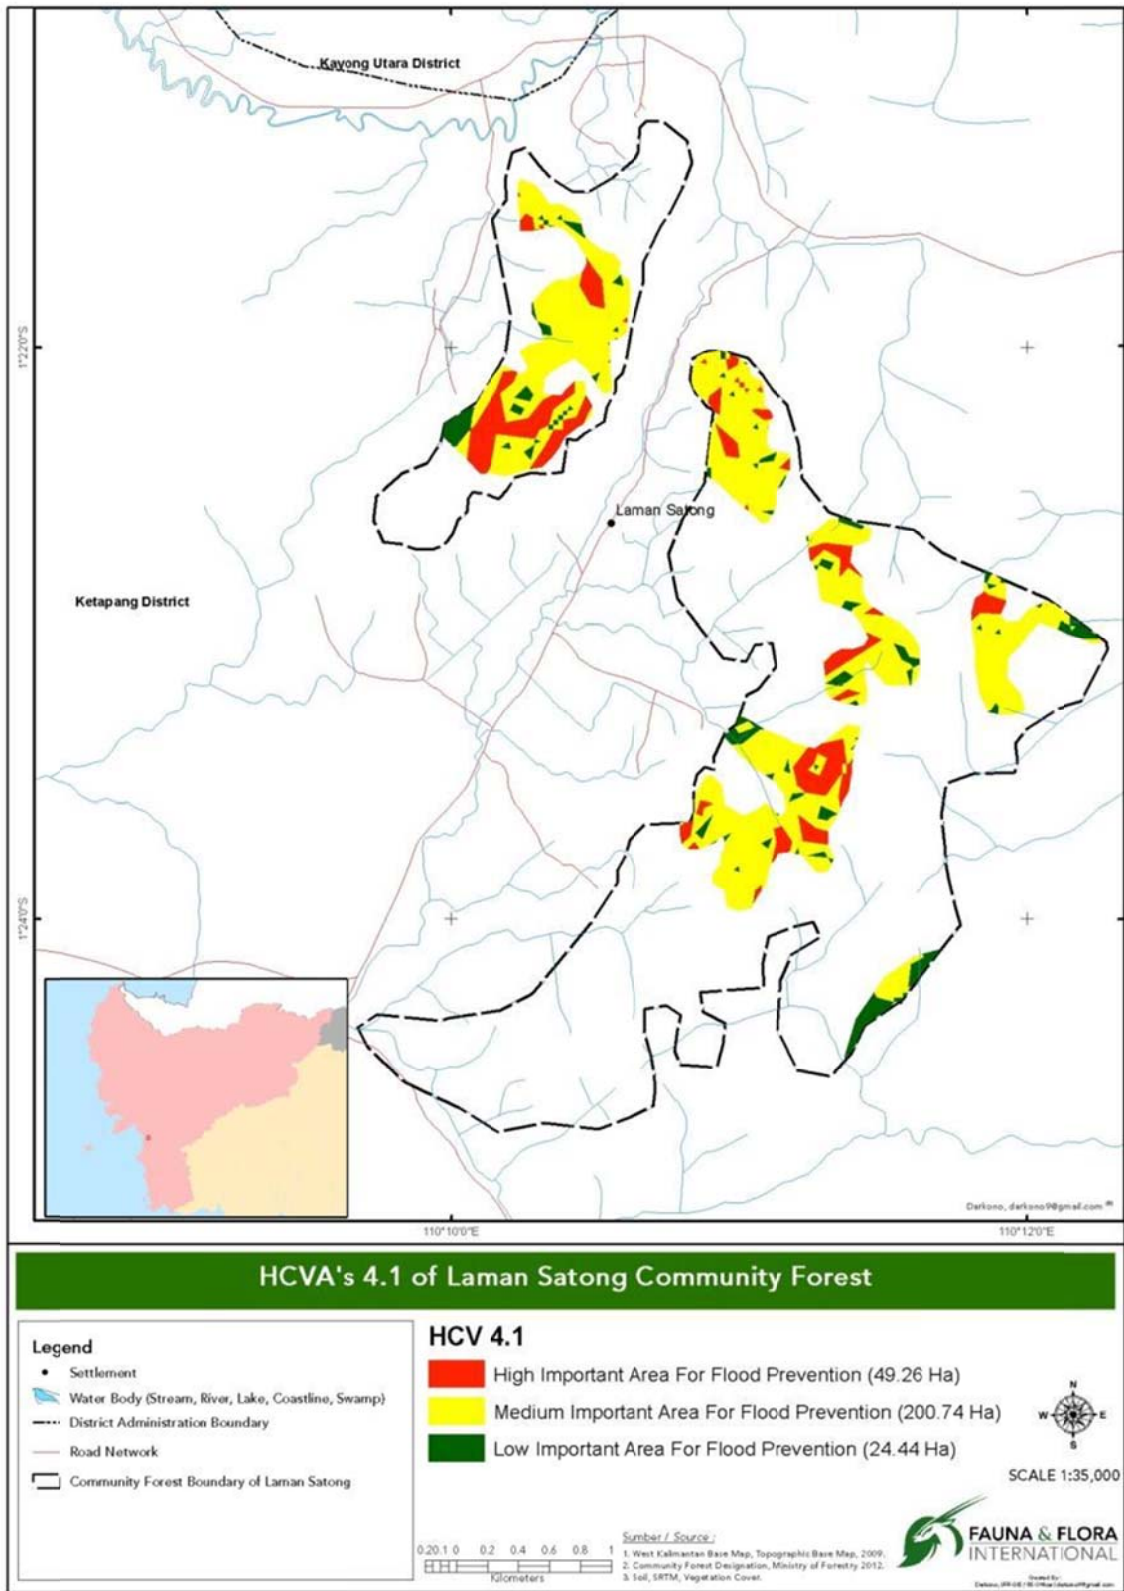 Kayong Utara District
1°22'0"S
Laman Satong
Ketapang District
1°24'0"S
Darkono, darkono9@gmail.com
110°10'0"E
110°12'0"E
HCVA's 4.1 of Laman Satong Community Forest
Legend
Settlement
Water Body (Stream, River, Lake, Coastline, Swamp)
District Administration Boundary
Road Network
Community Forest Boundary of Laman Satong
HCV 4.1
High Important Area For Flood Prevention (49.26 Ha)
Medium Important Area For Flood Prevention (200.74 Ha)
Low Important Area For Flood Prevention (24.44 Ha)
N
W E
S
SCALE 1:35,000
0.20.1 0 0.2 0.4 0.6 0.8 1
Kilometers
Sumber / Source :
1. West Kalimantan Base Map, Topographic Base Map, 2009.
2. Community Forest Designation, Ministry of Forestry 2012.
3. Soil, SRTM, Vegetation Cover.
FAUNA & FLORA
INTERNATIONAL